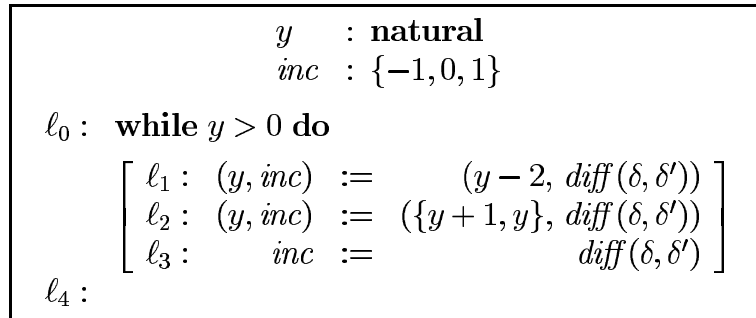 y : natural
inc : {−1, 0, 1}
ℓ₀ : while y > 0 do
ℓ₁ : (y, inc) := (y − 2, diff(δ, δ′))
ℓ₂ : (y, inc) := ({y + 1, y}, diff(δ, δ′))
ℓ₃ : inc := diff(δ, δ′)
ℓ₄ :